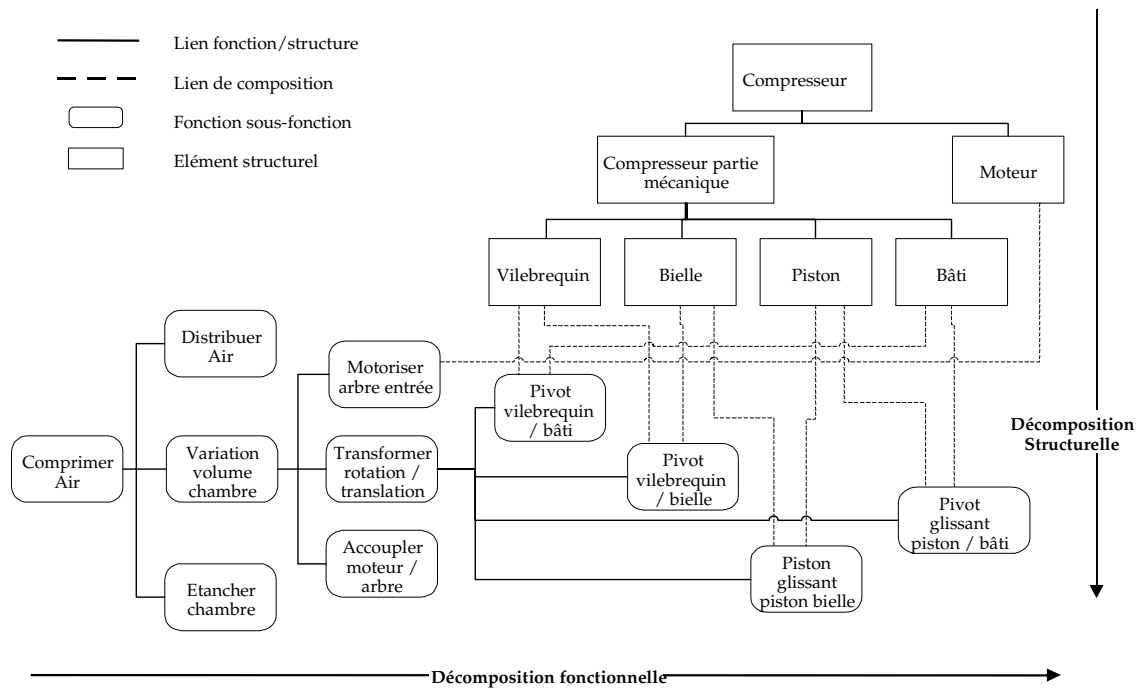 Lien fonction/structure
Lien de composition
Fonction sous-fonction
Elément structurel
Compresseur
Compresseur partie
mécanique
Moteur
Vilebrequin
Bielle
Piston
Bâti
Distribuer
Air
Motoriser
arbre entrée
Pivot
vilebrequin
/ bâti
Comprimer
Air
Variation
volume
chambre
Transformer
rotation /
translation
Pivot
vilebrequin
/ bielle
Pivot
glissant
piston / bâti
Accoupler
moteur /
arbre
Piston
glissant
piston bielle
Etancher
chambre
Décomposition
Structurelle
Décomposition fonctionnelle